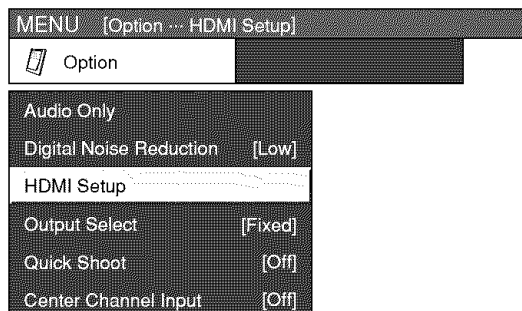 MENU [Option ··· HDMI Setup]
Option
Audio Only
Digital Noise Reduction [Low]
HDMI Setup
Output Select [Fixed]
Quick Shoot [Off]
Center Channel Input [Off]